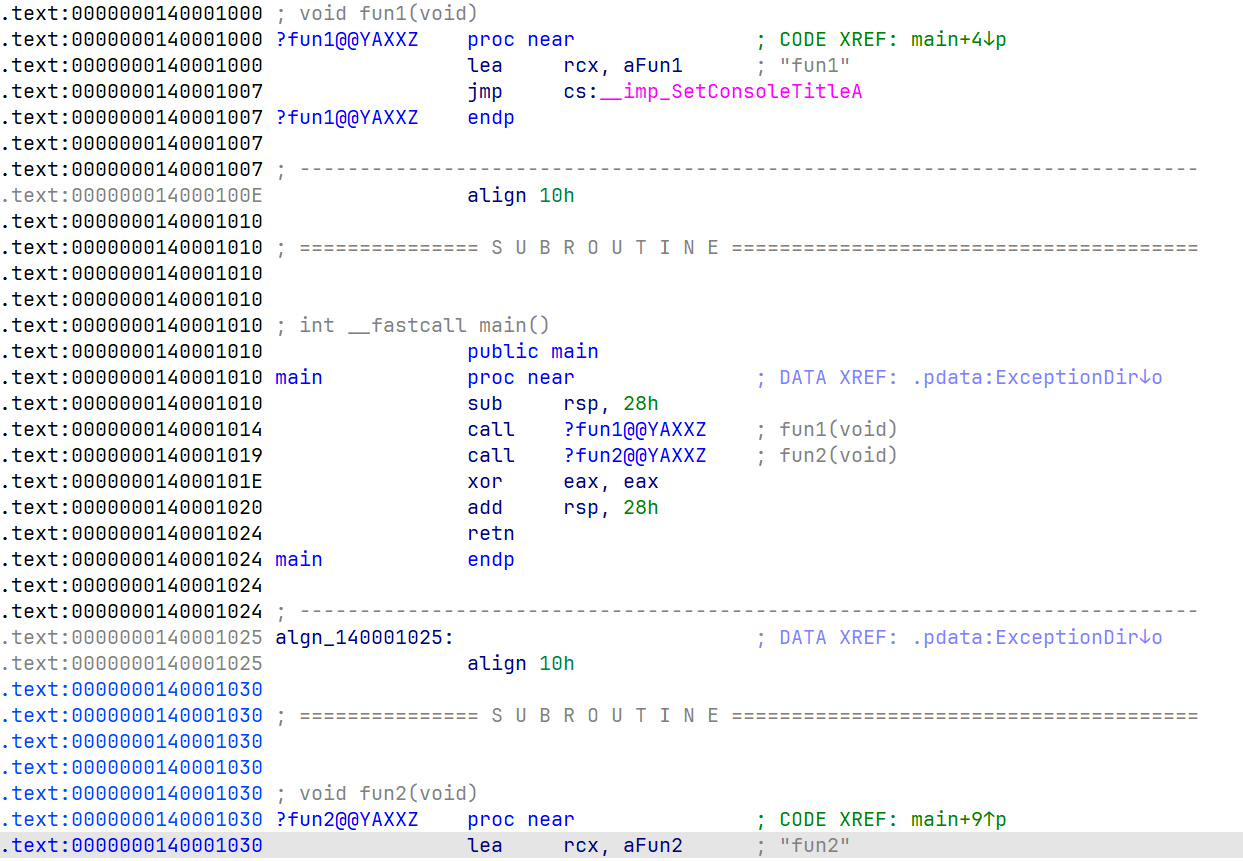 .text:0000000140001000 ; void fun1(void)
.text:0000000140001000 ?fun1@@YAXXZ    proc near               ; CODE XREF: main+4↓p
.text:0000000140001000                 lea     rcx, aFun1      ; "fun1"
.text:0000000140001007                 jmp     cs:__imp_SetConsoleTitleA
.text:0000000140001007 ?fun1@@YAXXZ    endp
.text:0000000140001007
.text:0000000140001007 ; ---------------------------------------------------------------------------
.text:000000014000100E                 align 10h
.text:0000000140001010
.text:0000000140001010 ; =============== S U B R O U T I N E =======================================
.text:0000000140001010
.text:0000000140001010
.text:0000000140001010 ; int __fastcall main()
.text:0000000140001010                 public main
.text:0000000140001010 main            proc near               ; DATA XREF: .pdata:ExceptionDir↓o
.text:0000000140001010                 sub     rsp, 28h
.text:0000000140001014                 call    ?fun1@@YAXXZ    ; fun1(void)
.text:0000000140001019                 call    ?fun2@@YAXXZ    ; fun2(void)
.text:000000014000101E                 xor     eax, eax
.text:0000000140001020                 add     rsp, 28h
.text:0000000140001024                 retn
.text:0000000140001024 main            endp
.text:0000000140001024
.text:0000000140001024 ; ---------------------------------------------------------------------------
.text:0000000140001025 algn_140001025:                         ; DATA XREF: .pdata:ExceptionDir↓o
.text:0000000140001025                 align 10h
.text:0000000140001030
.text:0000000140001030 ; =============== S U B R O U T I N E =======================================
.text:0000000140001030
.text:0000000140001030
.text:0000000140001030 ; void fun2(void)
.text:0000000140001030 ?fun2@@YAXXZ    proc near               ; CODE XREF: main+9↑p
.text:0000000140001030                 lea     rcx, aFun2      ; "fun2"